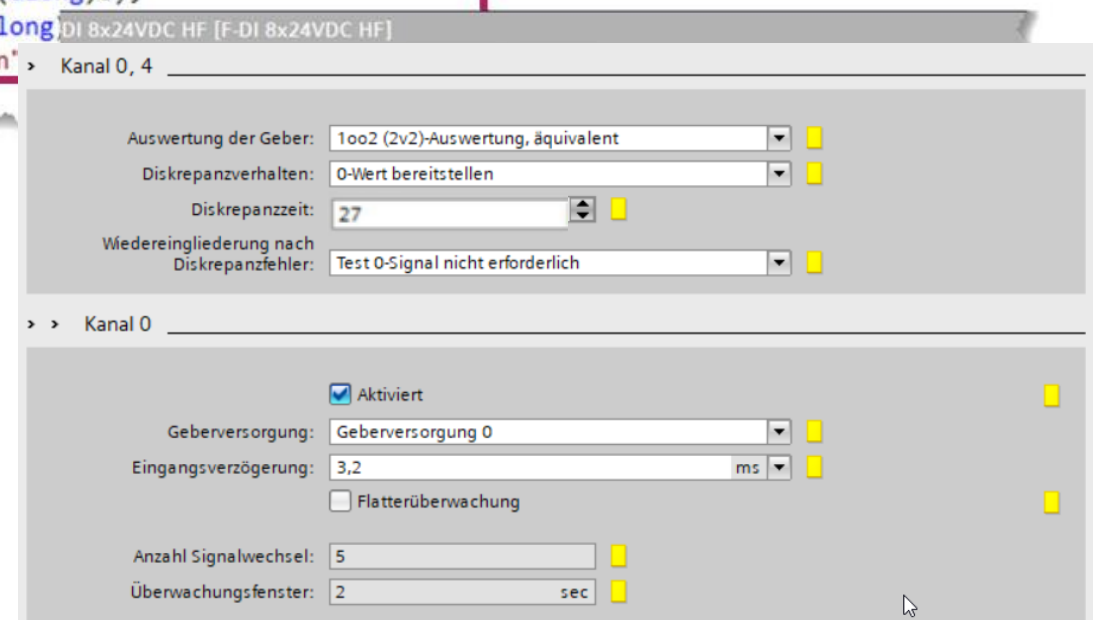 long
DI 8x24VDC HF [F-DI 8x24VDC HF]
Kanal 0, 4
Auswertung der Geber: 1oo2 (2v2)-Auswertung, äquivalent
Diskrepanzverhalten: 0-Wert bereitstellen
Diskrepanzzeit: 27
Wiedereingliederung nach
Diskrepanzfehler: Test 0-Signal nicht erforderlich
Kanal 0
Aktiviert
Geberversorgung: Geberversorgung 0
Eingangsverzögerung: 3,2 ms
Flatterüberwachung
Anzahl Signalwechsel: 5
Überwachungsfenster: 2 sec